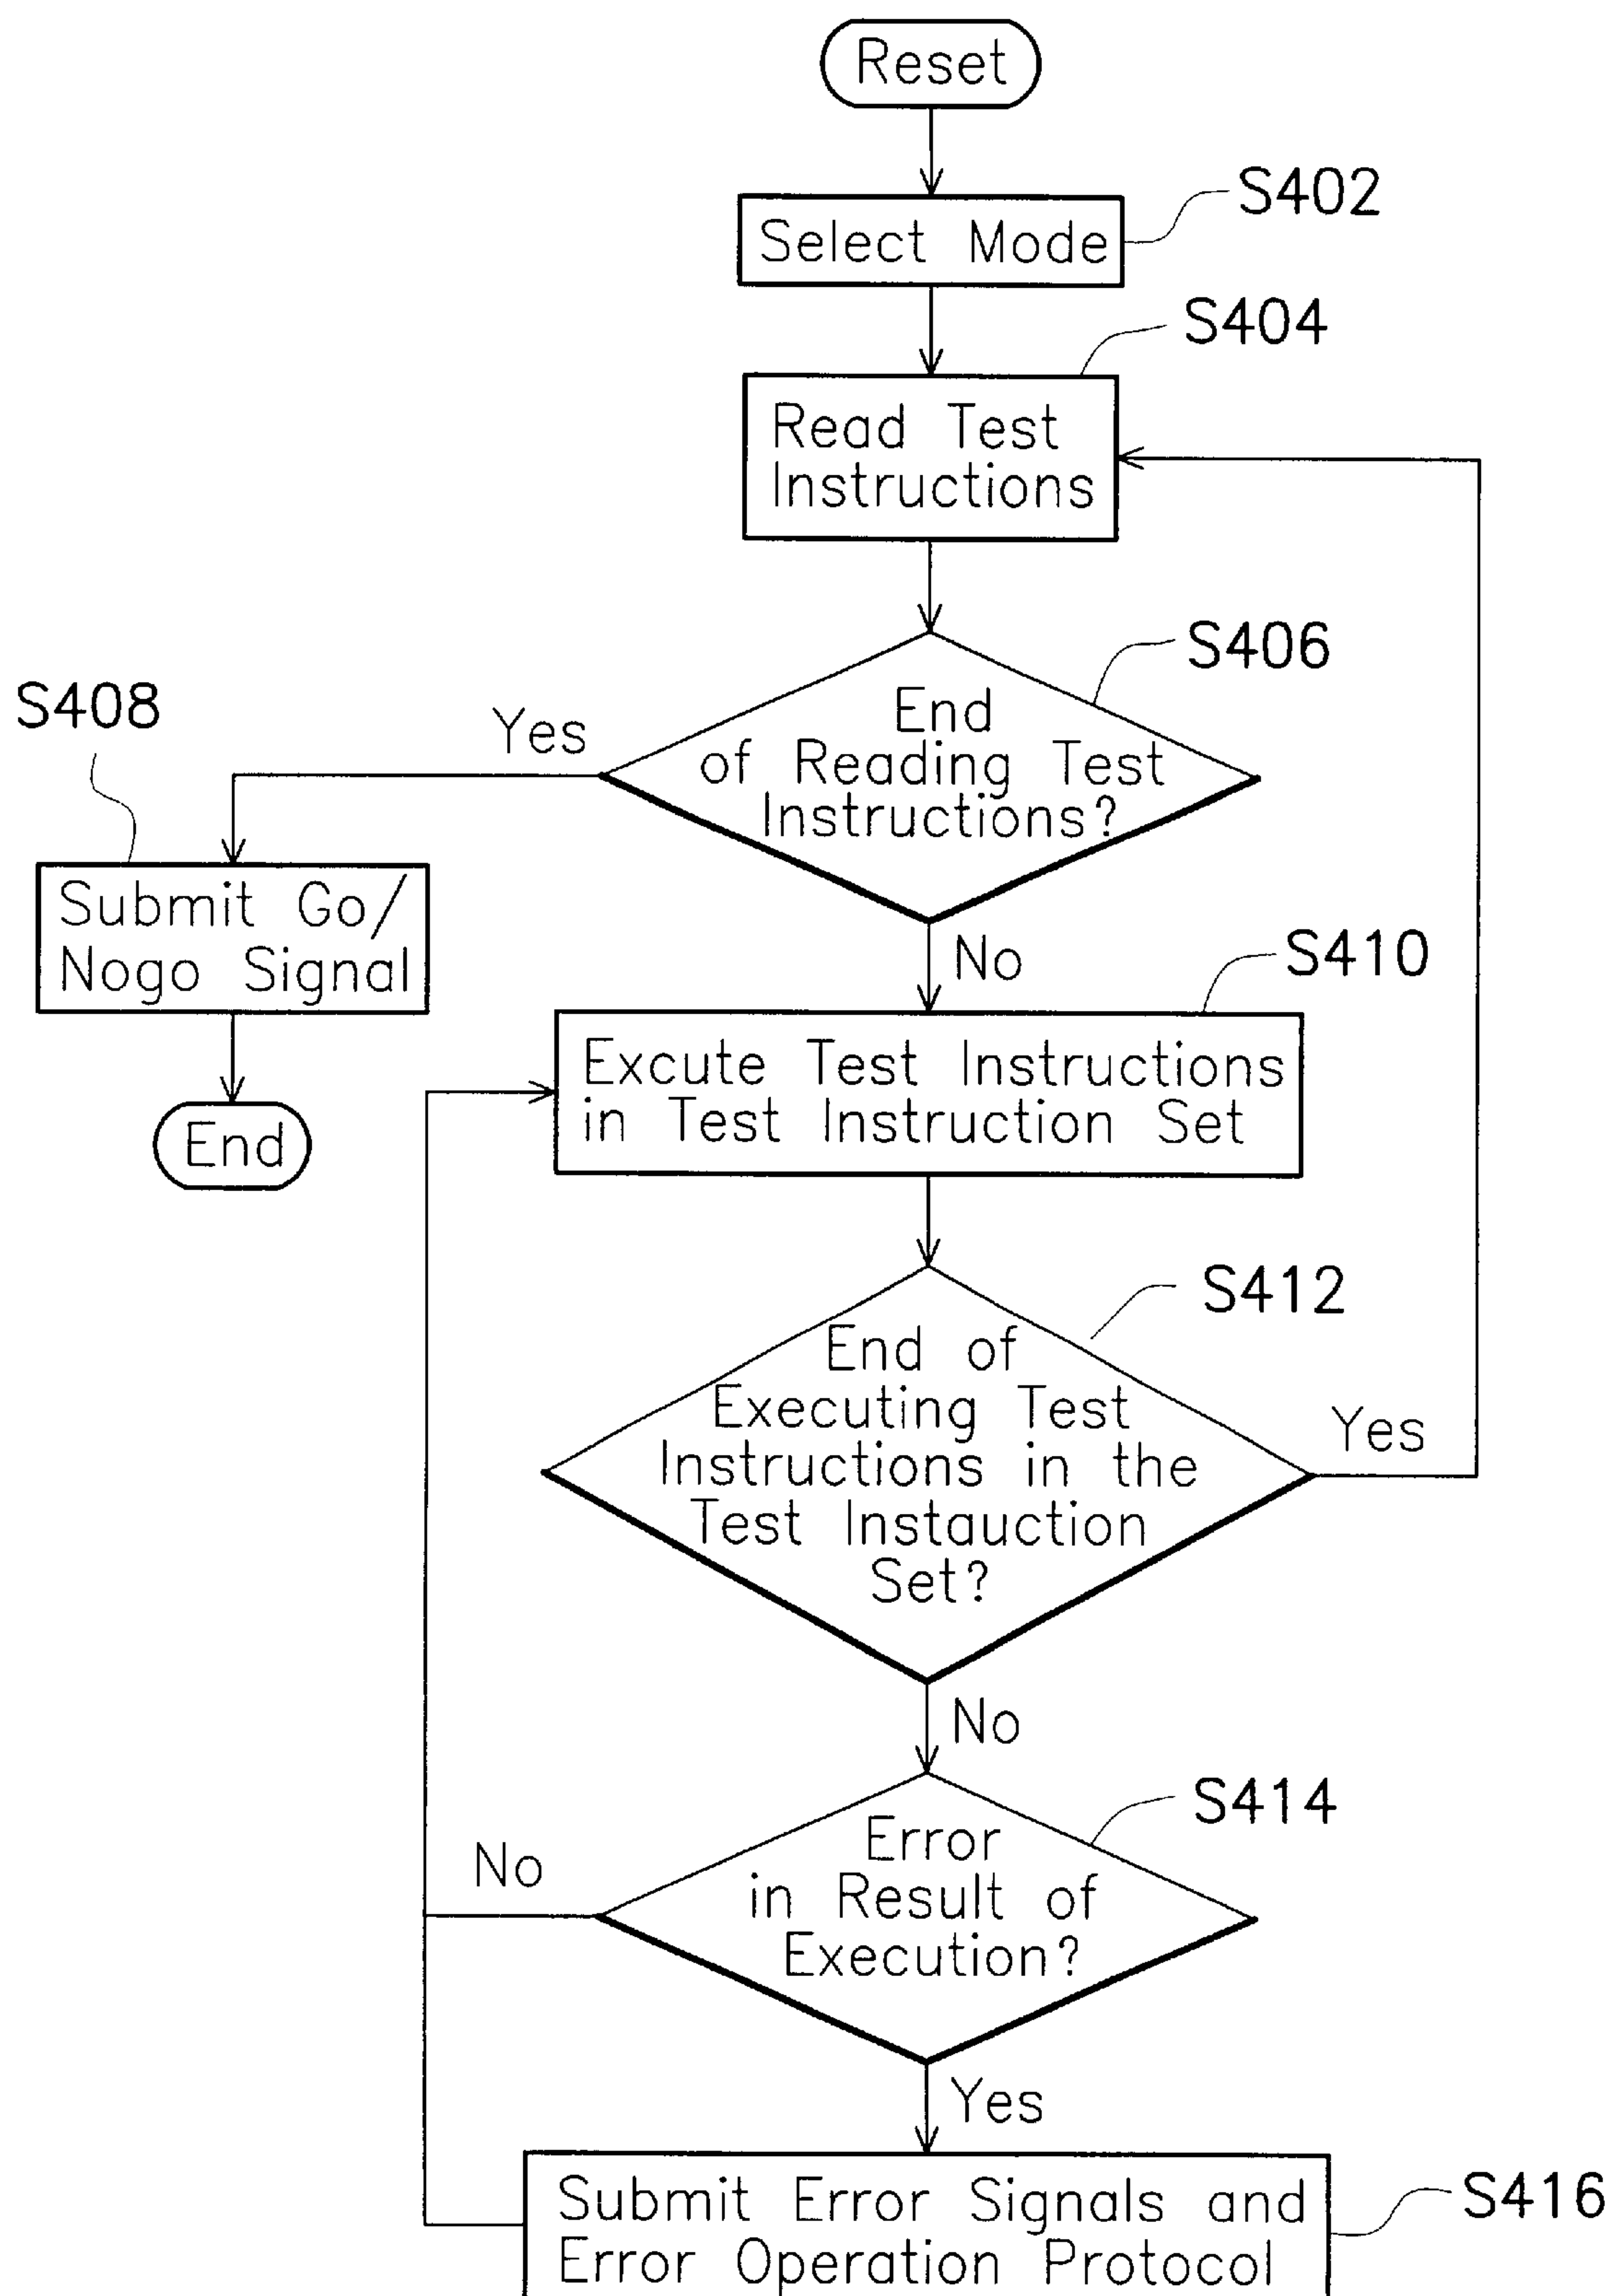 Reset
S402
Select Mode
S404
Read Test
Instructions
S406
End
of Reading Test
Instructions?
Yes
S408
Submit Go/
Nogo Signal
End
No
S410
Excute Test Instructions
in Test Instruction Set
S412
End of
Executing Test
Instructions in the
Test Instauction
Set?
Yes
No
S414
Error
in Result of
Execution?
No
Yes
S416
Submit Error Signals and
Error Operation Protocol